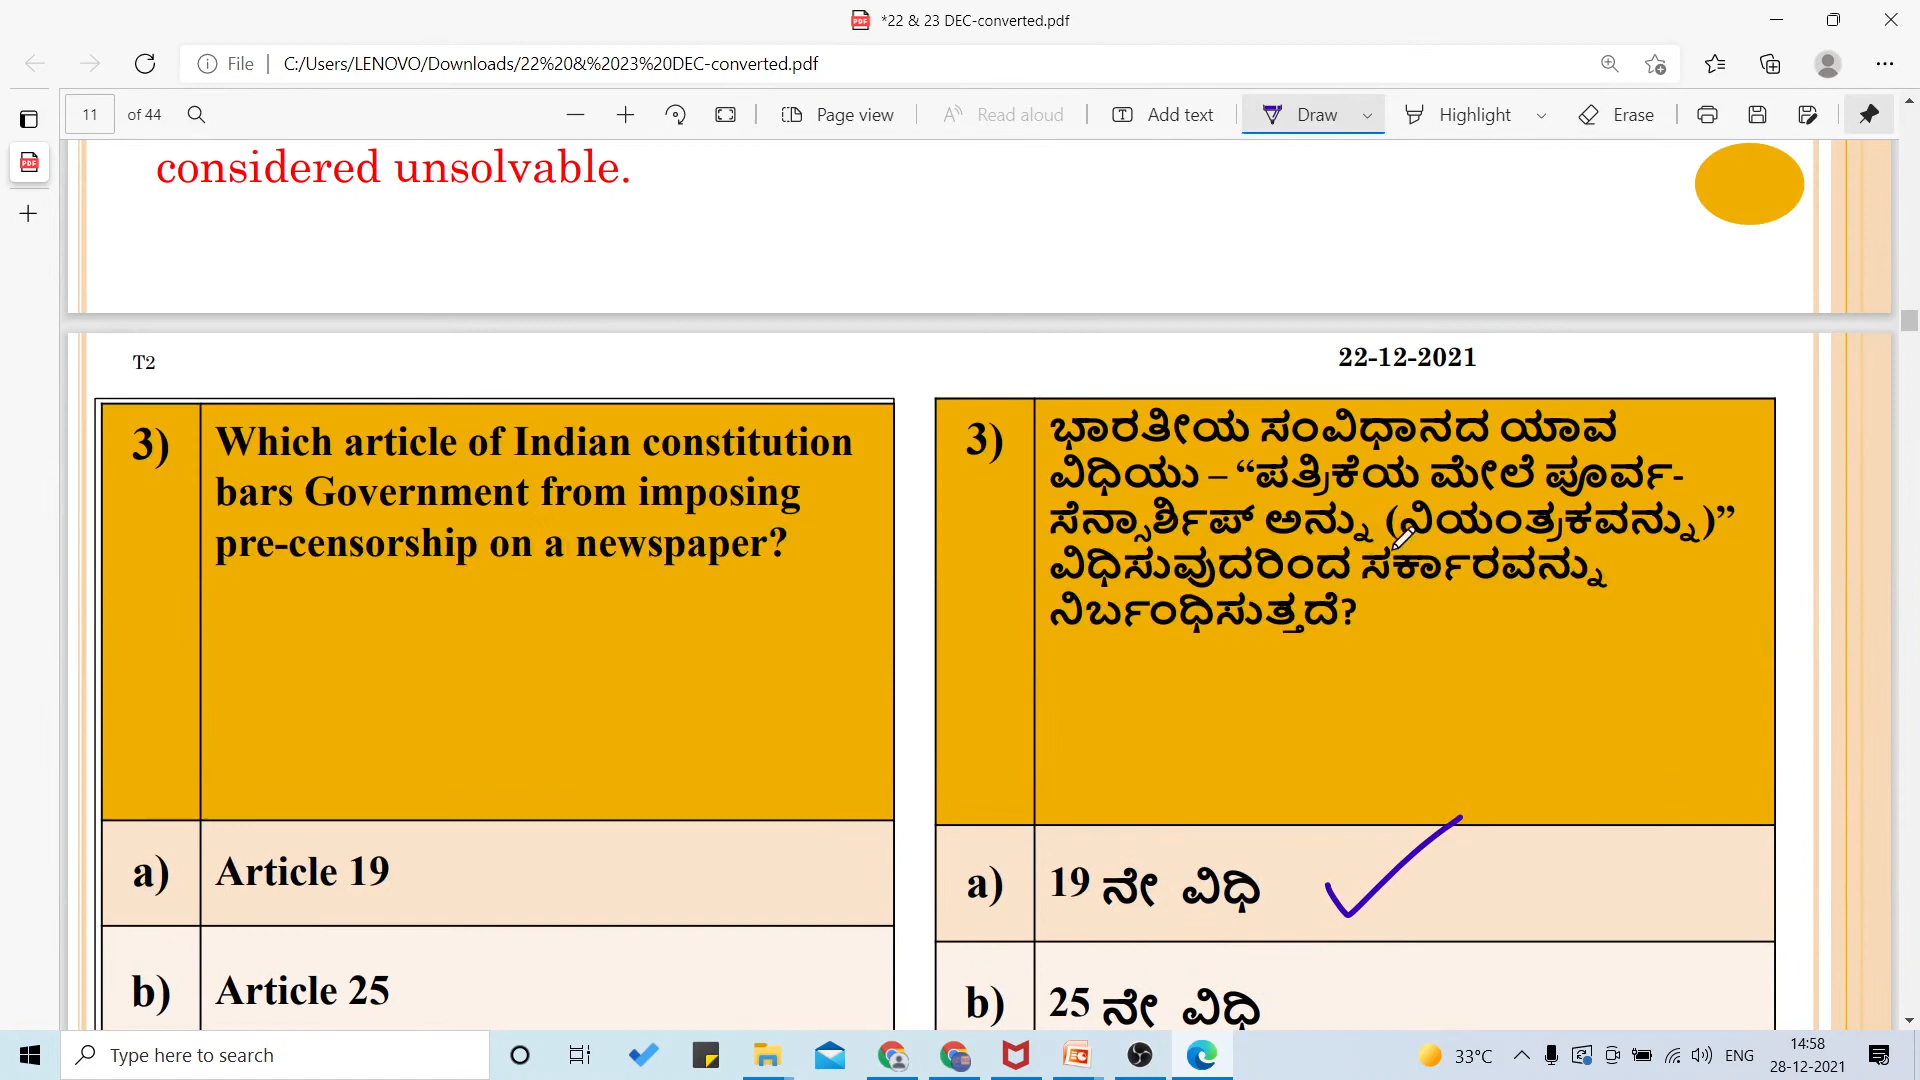 *22 & 23 DEC-converted.pdf
File
C:/Users/LENOVO/Downloads/22%20&%2023%20DEC-converted.pdf
11 of 44
Page view
Read aloud
Add text
Draw
Highlight
Erase
considered unsolvable.
T2
22-12-2021
3)
Which article of Indian constitution
bars Government from imposing
pre-censorship on a newspaper?
a) Article 19
b) Article 25
3)
ಭಾರತೀಯ ಸಂವಿಧಾನದ ಯಾವ
ವಿಧಿಯು – “ಪತ್ರಿಕೆಯ ಮೇಲೆ ಪೂರ್ವ-
ಸೆನ್ಸಾರ್ಶಿಪ್ ಅನ್ನು (ನಿಯಂತ್ರಕವನ್ನು)”
ವಿಧಿಸುವುದರಿಂದ ಸರ್ಕಾರವನ್ನು
ನಿರ್ಬಂಧಿಸುತ್ತದೆ?
a) 19 ನೇ ವಿಧಿ
b) 25 ನೇ ವಿಧಿ
Type here to search
33°C
ENG
14:58
28-12-2021